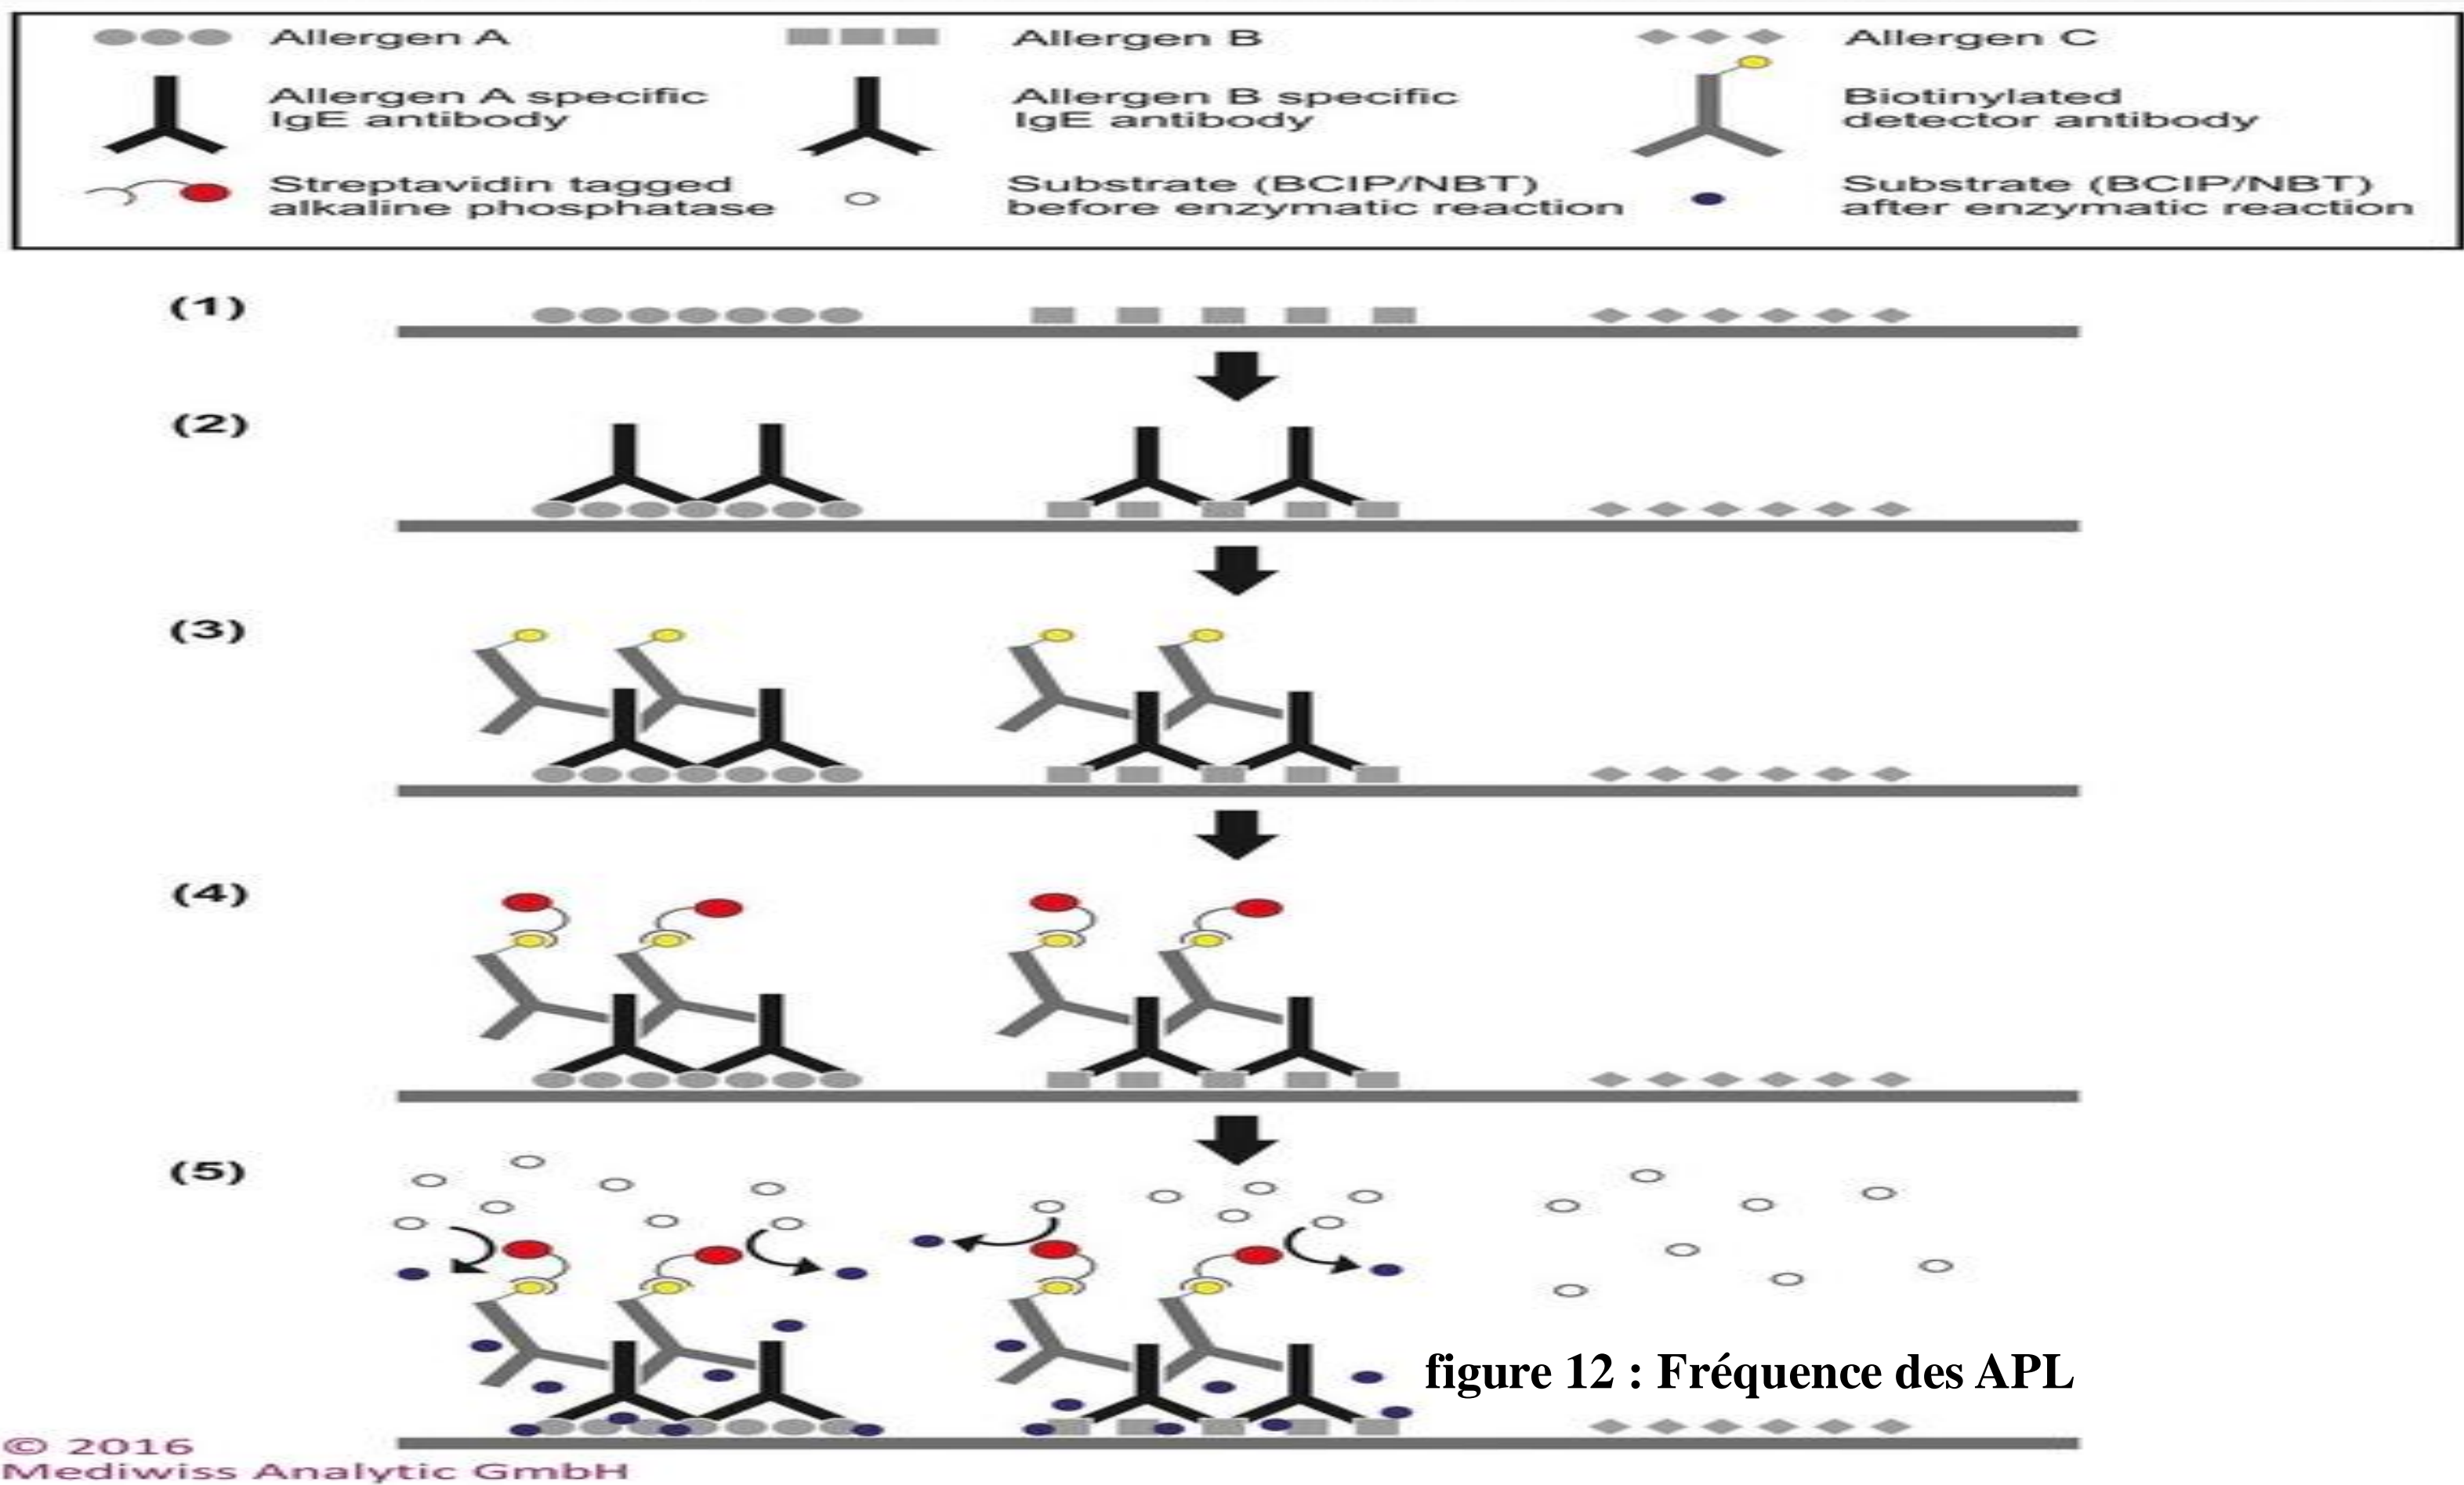 Allergen A
Allergen B
Allergen C
Allergen A specific
IgE antibody
Allergen B specific
IgE antibody
Biotinylated
detector antibody
Streptavidin tagged
alkaline phosphatase
Substrate (BCIP/NBT)
before enzymatic reaction
Substrate (BCIP/NBT)
after enzymatic reaction
(1)
(2)
(3)
(4)
(5)
figure 12 : Fréquence des APL
© 2016
Mediwiss Analytic GmbH